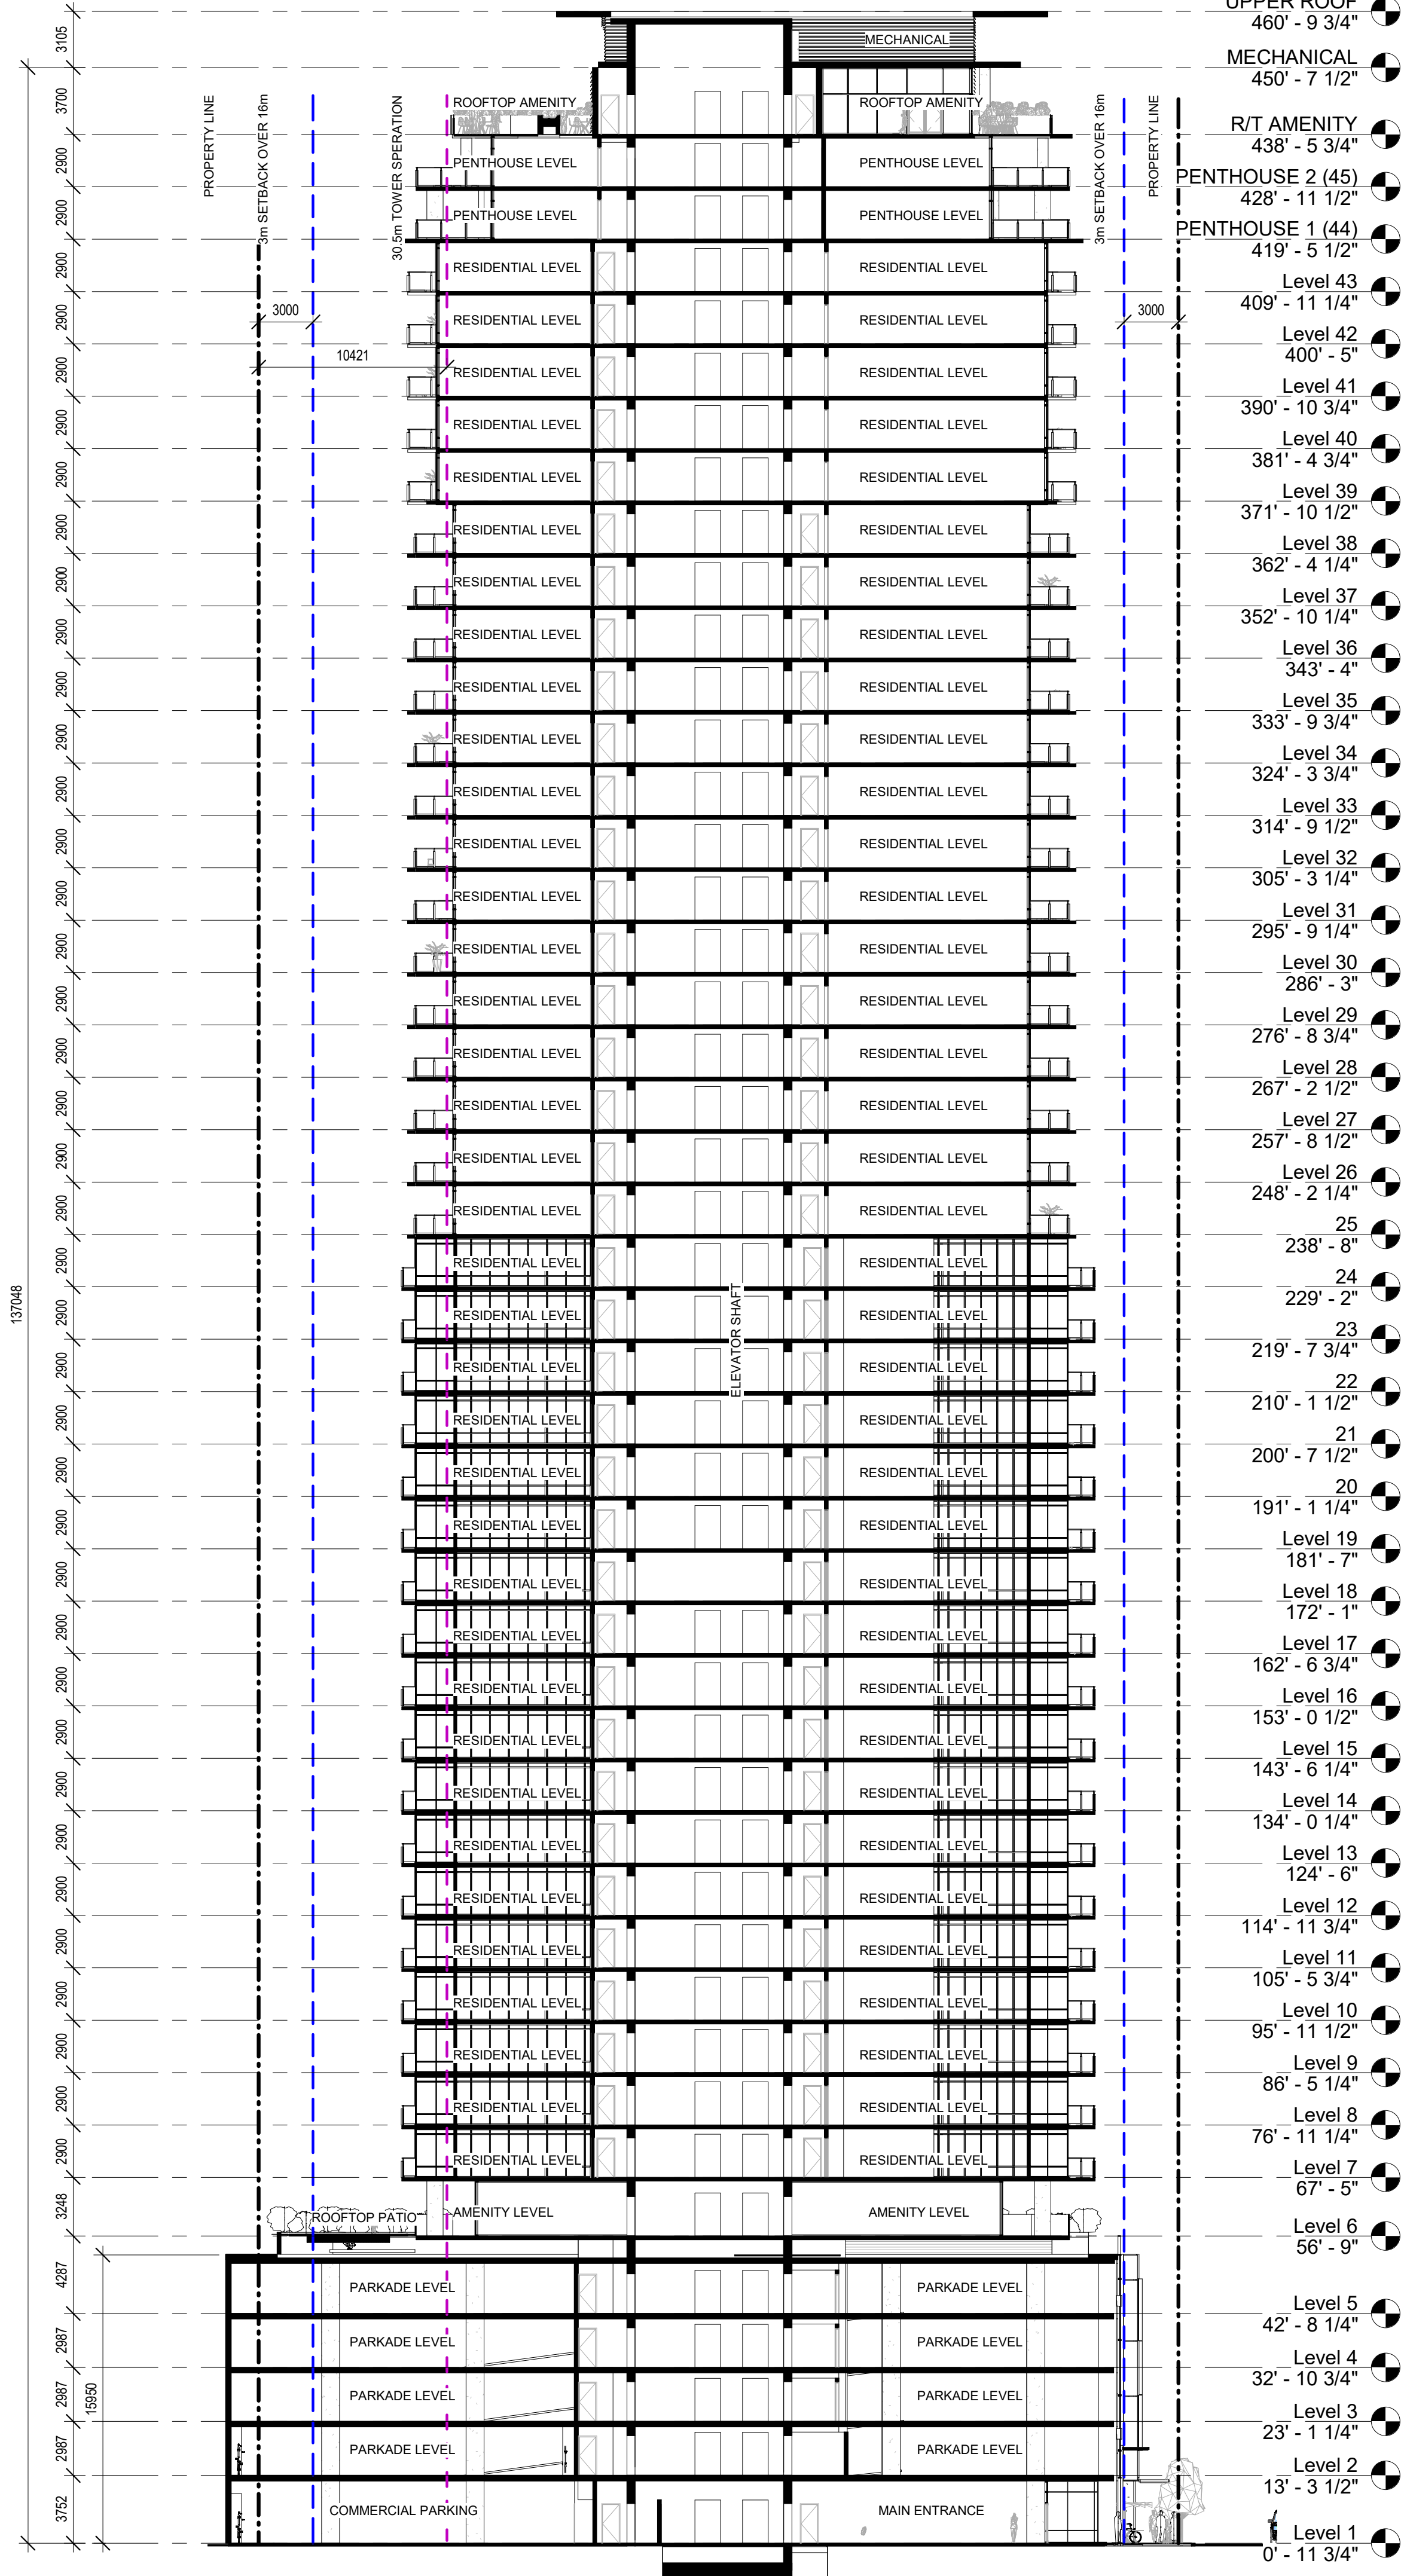 UPPER ROOF
460' - 9 3/4"
3105
MECHANICAL
MECHANICAL
450' - 7 1/2"
3700
ROOFTOP AMENITY
ROOFTOP AMENITY
PROPERTY LINE
3m SETBACK OVER 16m
30.5m TOWER SPERATION
3m SETBACK OVER 16m
PROPERTY LINE
R/T AMENITY
438' - 5 3/4"
2900
PENTHOUSE LEVEL
PENTHOUSE LEVEL
PENTHOUSE 2 (45)
428' - 11 1/2"
2900
PENTHOUSE LEVEL
PENTHOUSE LEVEL
PENTHOUSE 1 (44)
419' - 5 1/2"
2900
RESIDENTIAL LEVEL
RESIDENTIAL LEVEL
Level 43
409' - 11 1/4"
3000
3000
2900
RESIDENTIAL LEVEL
RESIDENTIAL LEVEL
Level 42
400' - 5"
10421
2900
RESIDENTIAL LEVEL
RESIDENTIAL LEVEL
Level 41
390' - 10 3/4"
2900
RESIDENTIAL LEVEL
RESIDENTIAL LEVEL
Level 40
381' - 4 3/4"
2900
RESIDENTIAL LEVEL
RESIDENTIAL LEVEL
Level 39
371' - 10 1/2"
2900
RESIDENTIAL LEVEL
RESIDENTIAL LEVEL
Level 38
362' - 4 1/4"
2900
RESIDENTIAL LEVEL
RESIDENTIAL LEVEL
Level 37
352' - 10 1/4"
2900
RESIDENTIAL LEVEL
RESIDENTIAL LEVEL
Level 36
343' - 4"
2900
RESIDENTIAL LEVEL
RESIDENTIAL LEVEL
Level 35
333' - 9 3/4"
2900
RESIDENTIAL LEVEL
RESIDENTIAL LEVEL
Level 34
324' - 3 3/4"
2900
RESIDENTIAL LEVEL
RESIDENTIAL LEVEL
Level 33
314' - 9 1/2"
2900
RESIDENTIAL LEVEL
RESIDENTIAL LEVEL
Level 32
305' - 3 1/4"
2900
RESIDENTIAL LEVEL
RESIDENTIAL LEVEL
Level 31
295' - 9 1/4"
2900
RESIDENTIAL LEVEL
RESIDENTIAL LEVEL
Level 30
286' - 3"
2900
RESIDENTIAL LEVEL
RESIDENTIAL LEVEL
Level 29
276' - 8 3/4"
2900
RESIDENTIAL LEVEL
RESIDENTIAL LEVEL
Level 28
267' - 2 1/2"
2900
RESIDENTIAL LEVEL
RESIDENTIAL LEVEL
Level 27
257' - 8 1/2"
2900
RESIDENTIAL LEVEL
RESIDENTIAL LEVEL
Level 26
248' - 2 1/4"
2900
RESIDENTIAL LEVEL
RESIDENTIAL LEVEL
25
238' - 8"
2900
RESIDENTIAL LEVEL
RESIDENTIAL LEVEL
24
229' - 2"
137048
ELEVATOR SHAFT
2900
RESIDENTIAL LEVEL
RESIDENTIAL LEVEL
23
219' - 7 3/4"
2900
RESIDENTIAL LEVEL
RESIDENTIAL LEVEL
22
210' - 1 1/2"
2900
RESIDENTIAL LEVEL
RESIDENTIAL LEVEL
21
200' - 7 1/2"
2900
RESIDENTIAL LEVEL
RESIDENTIAL LEVEL
20
191' - 1 1/4"
2900
RESIDENTIAL LEVEL
RESIDENTIAL LEVEL
Level 19
181' - 7"
2900
RESIDENTIAL LEVEL
RESIDENTIAL LEVEL
Level 18
172' - 1"
2900
RESIDENTIAL LEVEL
RESIDENTIAL LEVEL
Level 17
162' - 6 3/4"
2900
RESIDENTIAL LEVEL
RESIDENTIAL LEVEL
Level 16
153' - 0 1/2"
2900
RESIDENTIAL LEVEL
RESIDENTIAL LEVEL
Level 15
143' - 6 1/4"
2900
RESIDENTIAL LEVEL
RESIDENTIAL LEVEL
Level 14
134' - 0 1/4"
2900
RESIDENTIAL LEVEL
RESIDENTIAL LEVEL
Level 13
124' - 6"
2900
RESIDENTIAL LEVEL
RESIDENTIAL LEVEL
Level 12
114' - 11 3/4"
2900
RESIDENTIAL LEVEL
RESIDENTIAL LEVEL
Level 11
105' - 5 3/4"
2900
RESIDENTIAL LEVEL
RESIDENTIAL LEVEL
Level 10
95' - 11 1/2"
2900
RESIDENTIAL LEVEL
RESIDENTIAL LEVEL
Level 9
86' - 5 1/4"
2900
RESIDENTIAL LEVEL
RESIDENTIAL LEVEL
Level 8
76' - 11 1/4"
2900
RESIDENTIAL LEVEL
RESIDENTIAL LEVEL
Level 7
67' - 5"
3248
ROOFTOP PATIO
AMENITY LEVEL
AMENITY LEVEL
Level 6
56' - 9"
4287
PARKADE LEVEL
PARKADE LEVEL
Level 5
42' - 8 1/4"
2987
PARKADE LEVEL
PARKADE LEVEL
Level 4
32' - 10 3/4"
2987
15950
PARKADE LEVEL
PARKADE LEVEL
Level 3
23' - 1 1/4"
2987
PARKADE LEVEL
PARKADE LEVEL
Level 2
13' - 3 1/2"
3752
COMMERCIAL PARKING
MAIN ENTRANCE
Level 1
0' - 11 3/4"